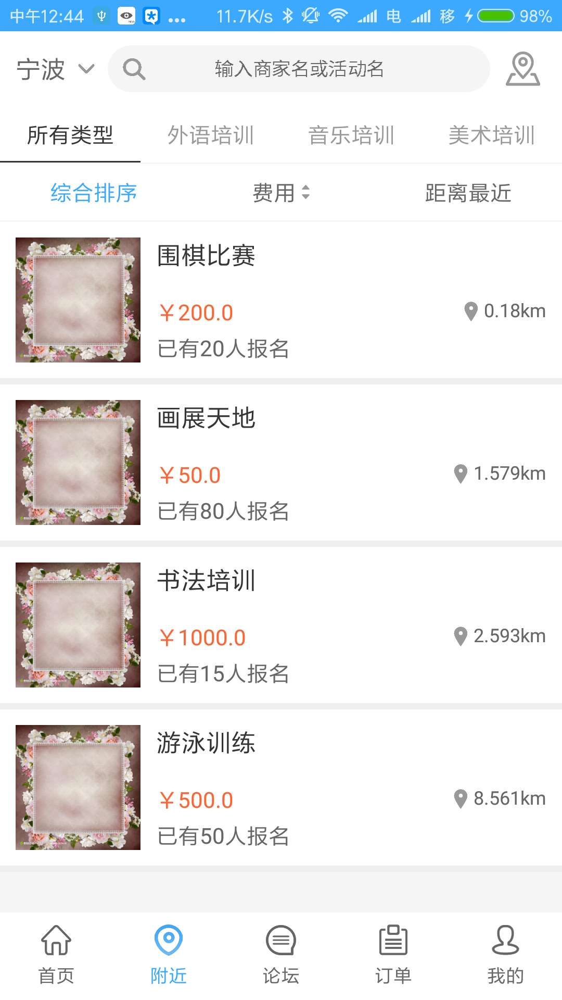 中午12:44 ... 11.7K/s 电 移 98%
宁波 输入商家名或活动名
所有类型 外语培训 音乐培训 美术培训
综合排序 费用 距离最近
围棋比赛
￥200.0 0.18km
已有20人报名
画展天地
￥50.0 1.579km
已有80人报名
书法培训
￥1000.0 2.593km
已有15人报名
游泳训练
￥500.0 8.561km
已有50人报名
首页 附近 论坛 订单 我的